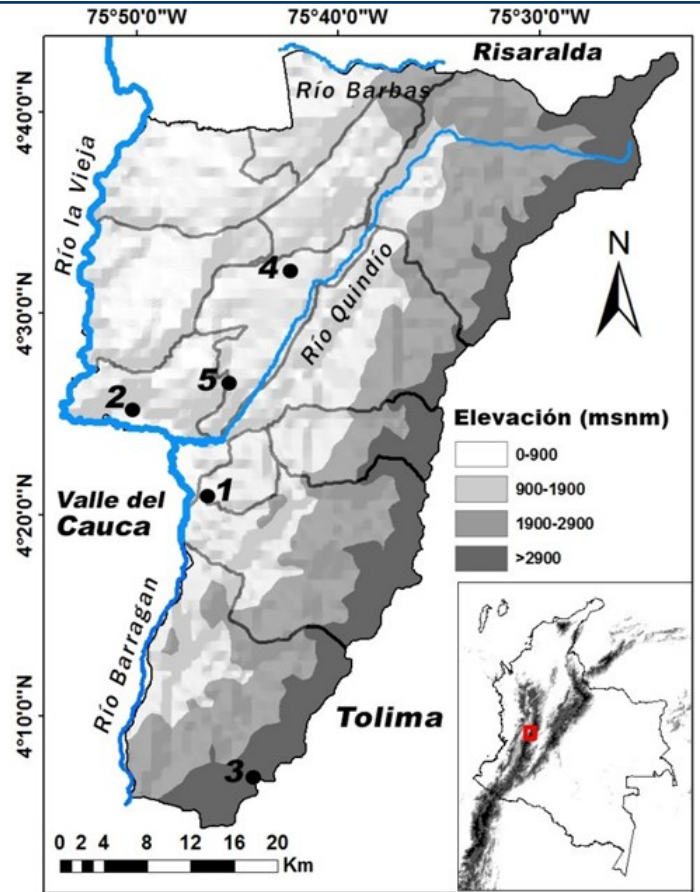 75°50'0"W 75°40'0"W 75°30'0"W
Risaralda
Río Barbas
4°40'0"N
Río la Vieja
N
4
Río Quindío
4°30'0"N
5
2
Elevación (msnm)
0-900
900-1900
1900-2900
>2900
1
Valle del
Cauca
4°20'0"N
Río Barragan
Tolima
4°10'0"N
3
0 2 4 8 12 16 20
Km